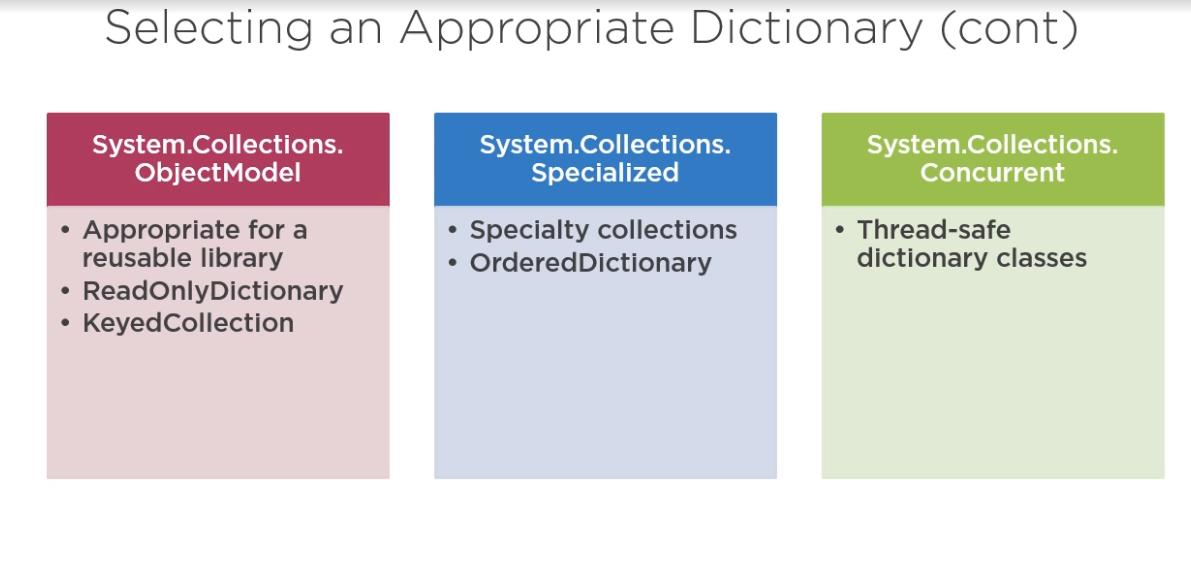 Selecting an Appropriate Dictionary (cont)
System.Collections.
ObjectModel
• Appropriate for a
reusable library
• ReadOnlyDictionary
• KeyedCollection
System.Collections.
Specialized
• Specialty collections
• OrderedDictionary
System.Collections.
Concurrent
• Thread-safe
dictionary classes